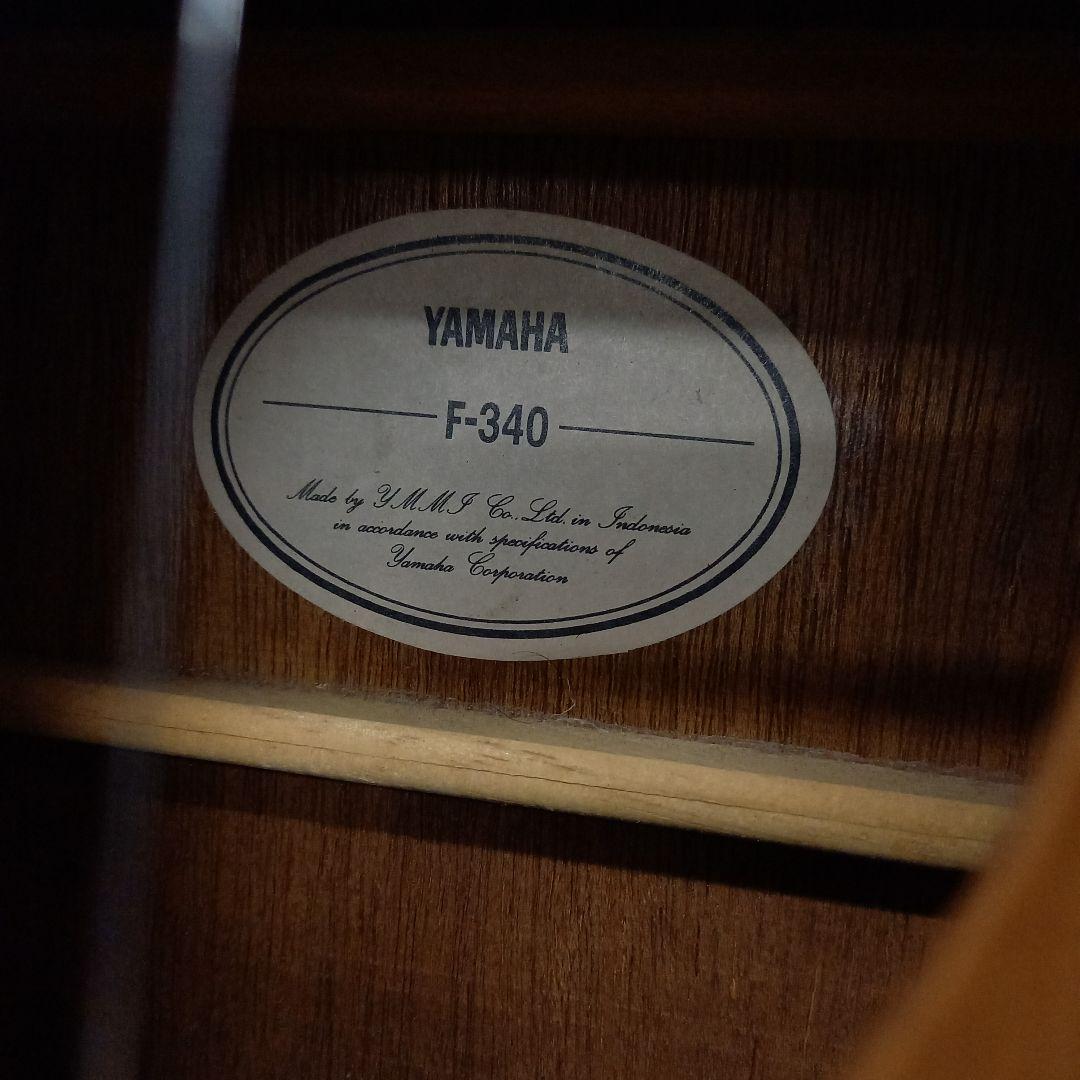 YAMAHA
F-340
Made by YMMI Co.,Ltd. in Indonesia
in accordance with specifications of
Yamaha Corporation